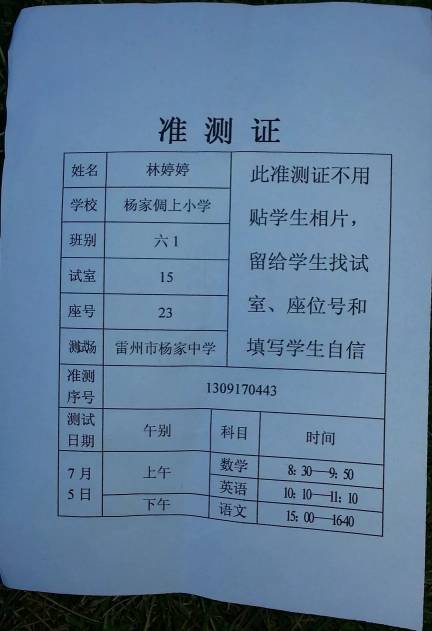 准测证
姓名 林婷婷
学校 杨家倜上小学
班别 六1
试室 15
座号 23
测试场 雷州市杨家中学
此准测证不用
贴学生相片，
留给学生找试
室、座位号和
填写学生自信
准测
序号
1309170443
测试
日期
午别 科目 时间
7月
5日
上午 数学 8：30—9：50
英语 10：10—11：10
下午 语文 15：00—1640